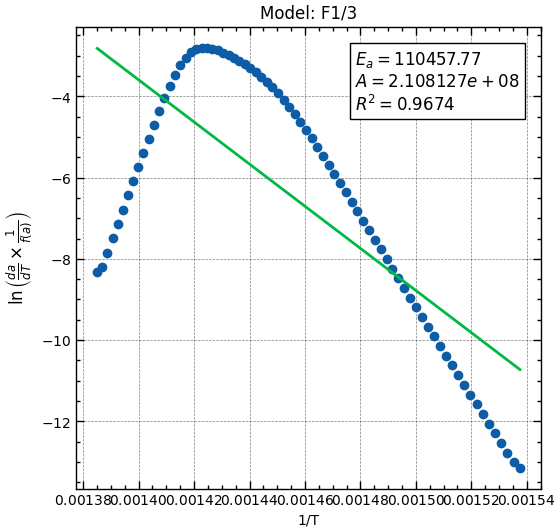 Model: F1/3
E_a = 110457.77
A = 2.108127e + 08
R^2 = 0.9674
ln(da/dT × 1/f(a))
−4
−6
−8
−10
−12
0.00138 0.00140 0.00142 0.00144 0.00146 0.00148 0.00150 0.00152 0.00154
1/T